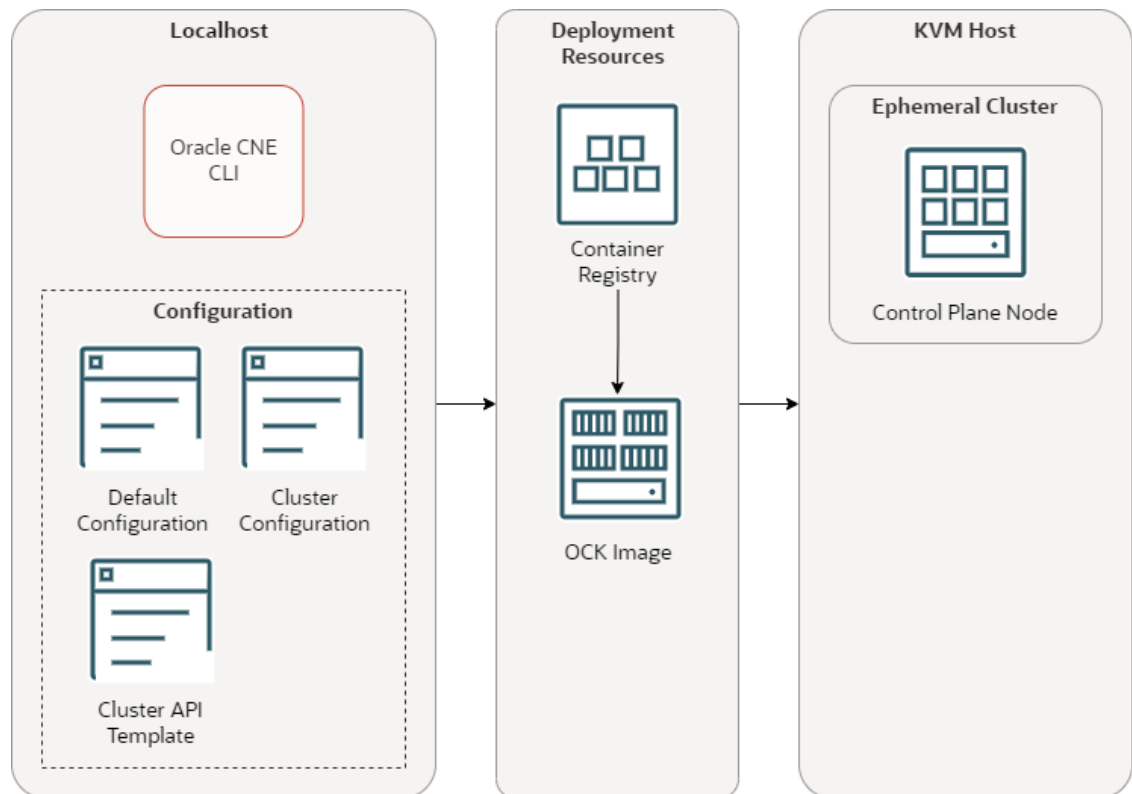 Localhost
Oracle CNE
CLI
Configuration
Default
Configuration
Cluster
Configuration
Cluster API
Template
Deployment
Resources
Container
Registry
OCK Image
KVM Host
Ephemeral Cluster
Control Plane Node